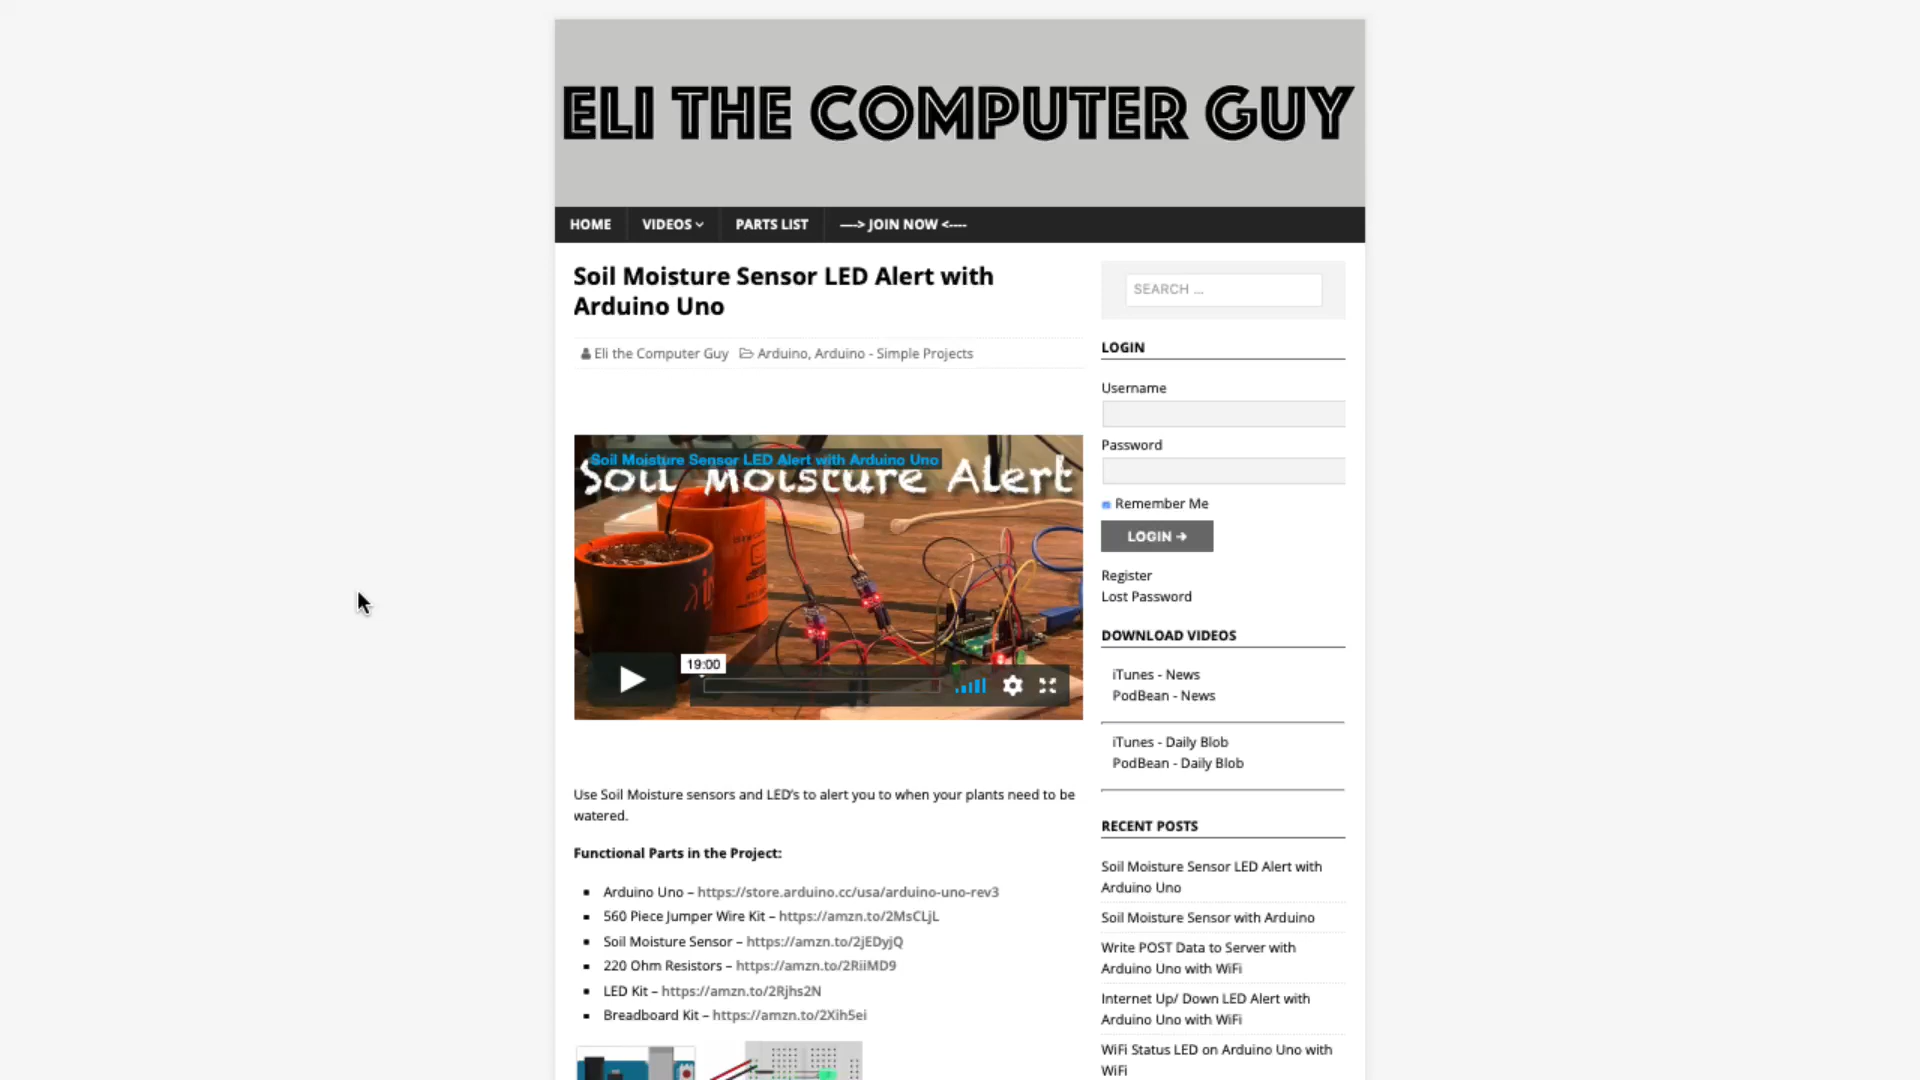 ELI THE COMPUTER GUY
HOME
VIDEOS
PARTS LIST
----> JOIN NOW <----
Soil Moisture Sensor LED Alert with
Arduino Uno
Eli the Computer Guy
Arduino, Arduino - Simple Projects
Soil Moisture Sensor LED Alert with Arduino Uno
Soil Moisture Alert
19:00
Use Soil Moisture sensors and LED's to alert you to when your plants need to be
watered.
Functional Parts in the Project:
Arduino Uno – https://store.arduino.cc/usa/arduino-uno-rev3
560 Piece Jumper Wire Kit – https://amzn.to/2MsCLjL
Soil Moisture Sensor – https://amzn.to/2jEDyjQ
220 Ohm Resistors – https://amzn.to/2RiiMD9
LED Kit – https://amzn.to/2Rjhs2N
Breadboard Kit – https://amzn.to/2Xih5ei
SEARCH …
LOGIN
Username
Password
Remember Me
LOGIN →
Register
Lost Password
DOWNLOAD VIDEOS
iTunes - News
PodBean - News
iTunes - Daily Blob
PodBean - Daily Blob
RECENT POSTS
Soil Moisture Sensor LED Alert with
Arduino Uno
Soil Moisture Sensor with Arduino
Write POST Data to Server with
Arduino Uno with WiFi
Internet Up/ Down LED Alert with
Arduino Uno with WiFi
WiFi Status LED on Arduino Uno with
WiFi